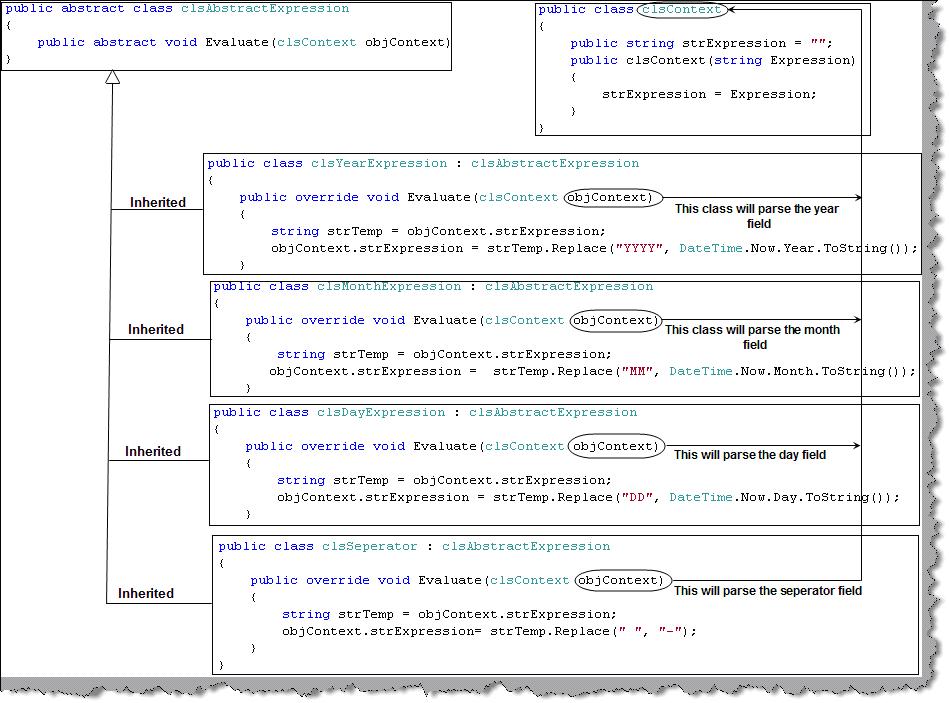 public abstract class clsAbstractExpression
{
public abstract void Evaluate(clsContext objContext)
}
public class clsContext
{
public string strExpression = "";
public clsContext(string Expression)
{
strExpression = Expression;
}
}
Inherited
public class clsYearExpression : clsAbstractExpression
{
public override void Evaluate(clsContext objContext)
{
string strTemp = objContext.strExpression;
objContext.strExpression = strTemp.Replace("YYYY", DateTime.Now.Year.ToString());
}
This class will parse the year
field
Inherited
public class clsMonthExpression : clsAbstractExpression
{
public override void Evaluate(clsContext objContext)
{
string strTemp = objContext.strExpression;
objContext.strExpression = strTemp.Replace("MM", DateTime.Now.Month.ToString());
}
This class will parse the month
field
Inherited
public class clsDayExpression : clsAbstractExpression
{
public override void Evaluate(clsContext objContext)
{
string strTemp = objContext.strExpression;
objContext.strExpression = strTemp.Replace("DD", DateTime.Now.Day.ToString());
}
This will parse the day field
Inherited
public class clsSeperator : clsAbstractExpression
{
public override void Evaluate(clsContext objContext)
{
string strTemp = objContext.strExpression;
objContext.strExpression= strTemp.Replace(" ", "-");
}
}
This will parse the seperator field